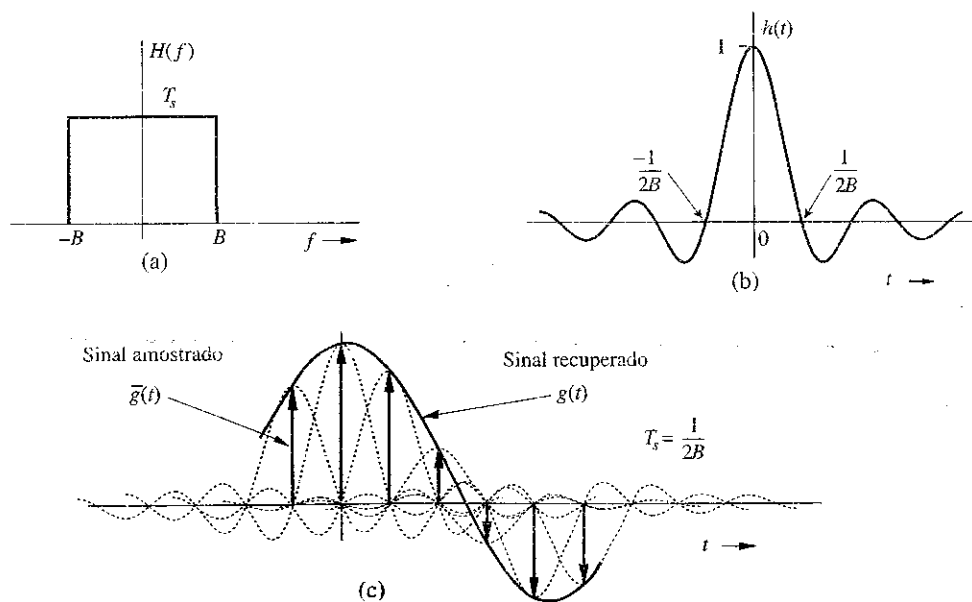 H(f)
T_s
-B
B
f
(a)
h(t)
1
-1/2B
1/2B
0
t
(b)
Sinal amostrado
g̅(t)
Sinal recuperado
g(t)
T_s = 1/2B
t
(c)